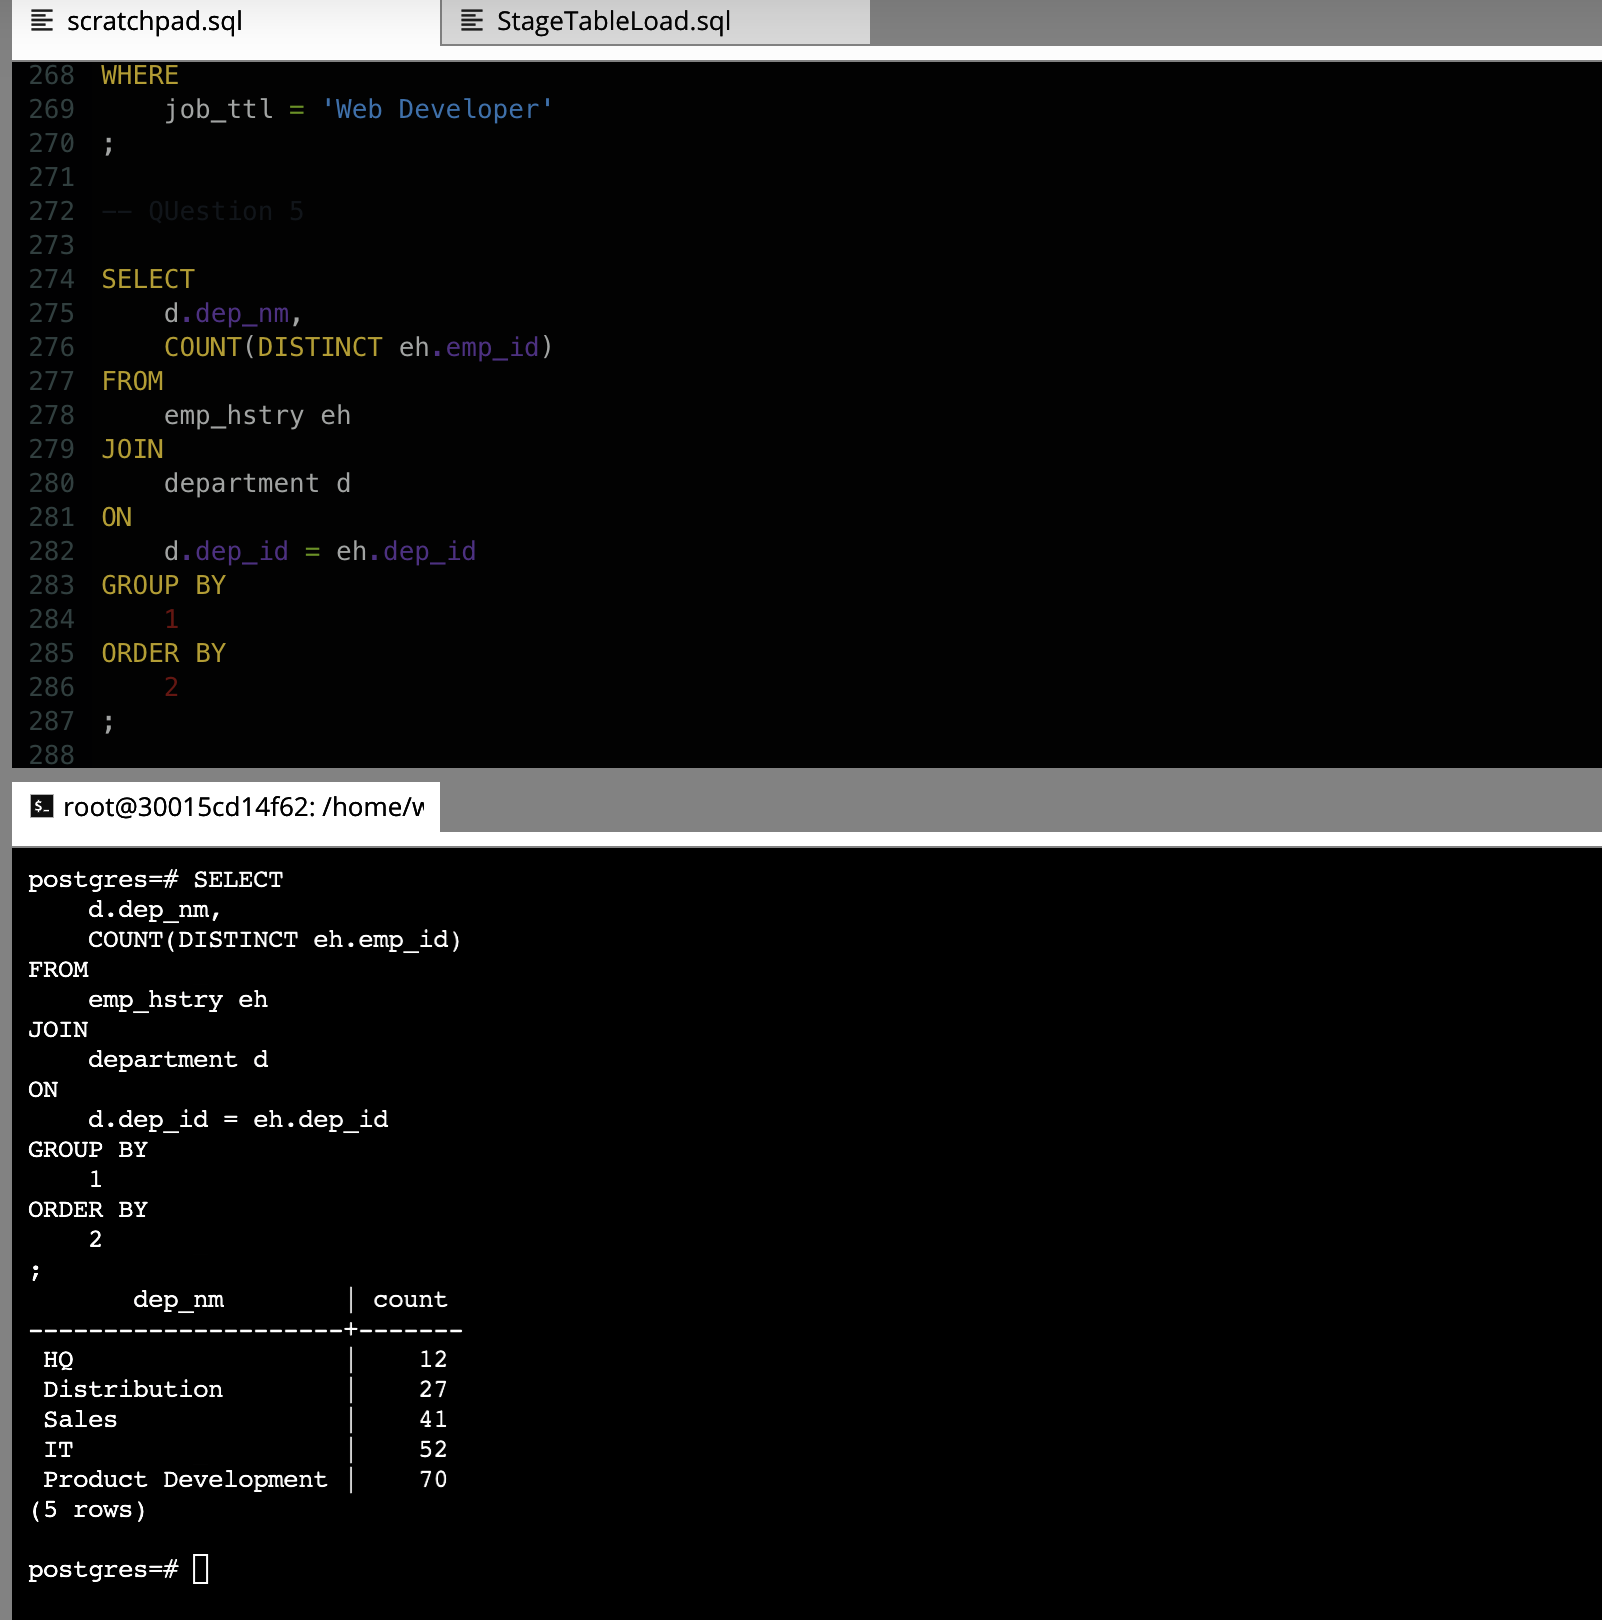 scratchpad.sql
StageTableLoad.sql
268 WHERE
269     job_ttl = 'Web Developer'
270 ;
271
272 -- QUestion 5
273
274 SELECT
275     d.dep_nm,
276     COUNT(DISTINCT eh.emp_id)
277 FROM
278     emp_hstry eh
279 JOIN
280     department d
281 ON
282     d.dep_id = eh.dep_id
283 GROUP BY
284     1
285 ORDER BY
286     2
287 ;
288
$_ root@30015cd14f62: /home/w
postgres=# SELECT
    d.dep_nm,
    COUNT(DISTINCT eh.emp_id)
FROM
    emp_hstry eh
JOIN
    department d
ON
    d.dep_id = eh.dep_id
GROUP BY
    1
ORDER BY
    2
;
       dep_nm        | count
---------------------+-------
 HQ                  |    12
 Distribution        |    27
 Sales               |    41
 IT                  |    52
 Product Development |    70
(5 rows)
postgres=#